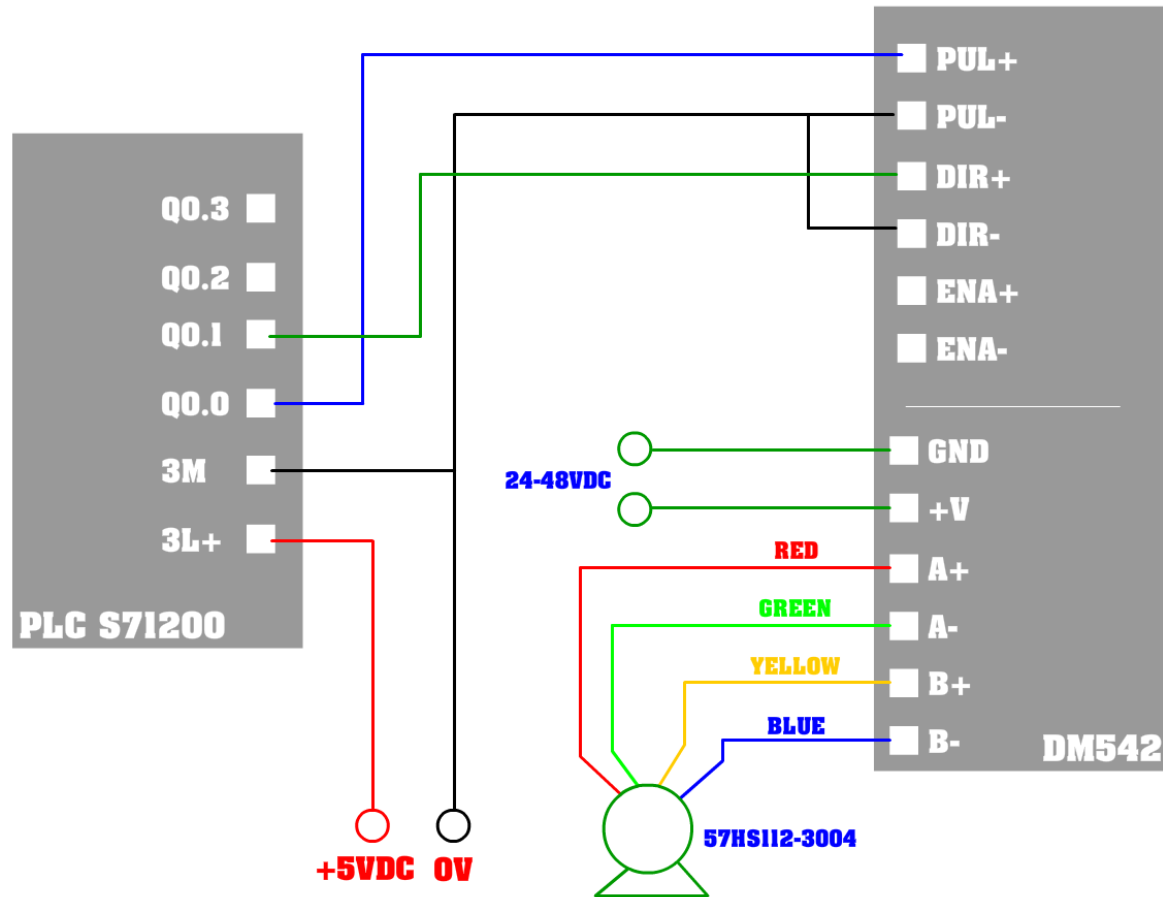 PUL+
PUL-
DIR+
DIR-
ENA+
ENA-
Q0.3
Q0.2
Q0.1
Q0.0
3M
3L+
PLC S71200
24-48VDC
GND
+V
RED
A+
GREEN
A-
YELLOW
B+
BLUE
B-
DM542
57HS112-3004
+5VDC
0V